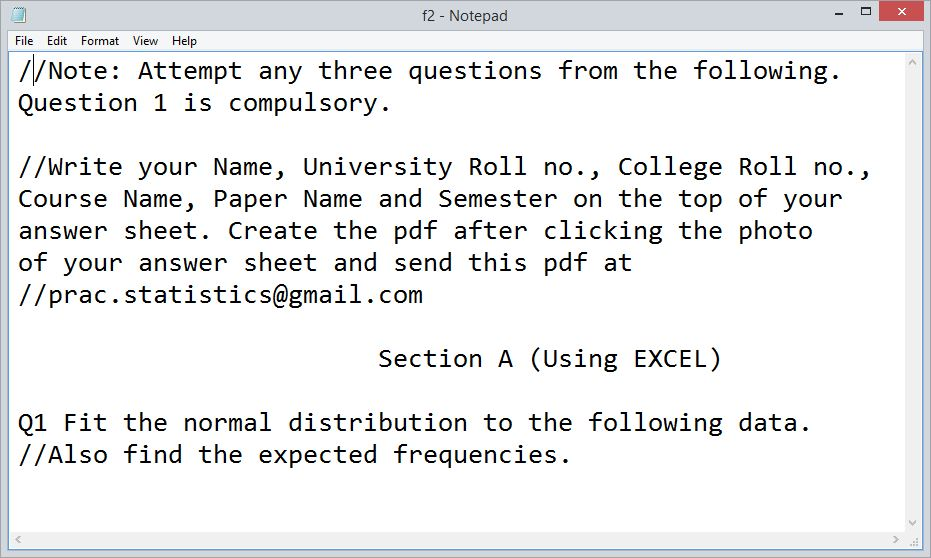 f2 - Notepad
File Edit Format View Help
//Note: Attempt any three questions from the following.
Question 1 is compulsory.
//Write your Name, University Roll no., College Roll no.,
Course Name, Paper Name and Semester on the top of your
answer sheet. Create the pdf after clicking the photo
of your answer sheet and send this pdf at
//prac.statistics@gmail.com
Section A (Using EXCEL)
Q1 Fit the normal distribution to the following data.
//Also find the expected frequencies.